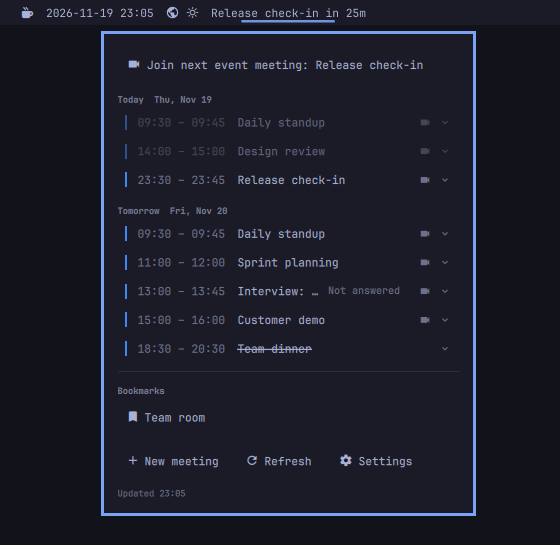 2026-11-19 23:05 Release check-in in 25m
Join next event meeting: Release check-in
Today Thu, Nov 19
09:30 – 09:45 Daily standup
14:00 – 15:00 Design review
23:30 – 23:45 Release check-in
Tomorrow Fri, Nov 20
09:30 – 09:45 Daily standup
11:00 – 12:00 Sprint planning
13:00 – 13:45 Interview: … Not answered
15:00 – 16:00 Customer demo
18:30 – 20:30 Team dinner
Bookmarks
Team room
New meeting Refresh Settings
Updated 23:05